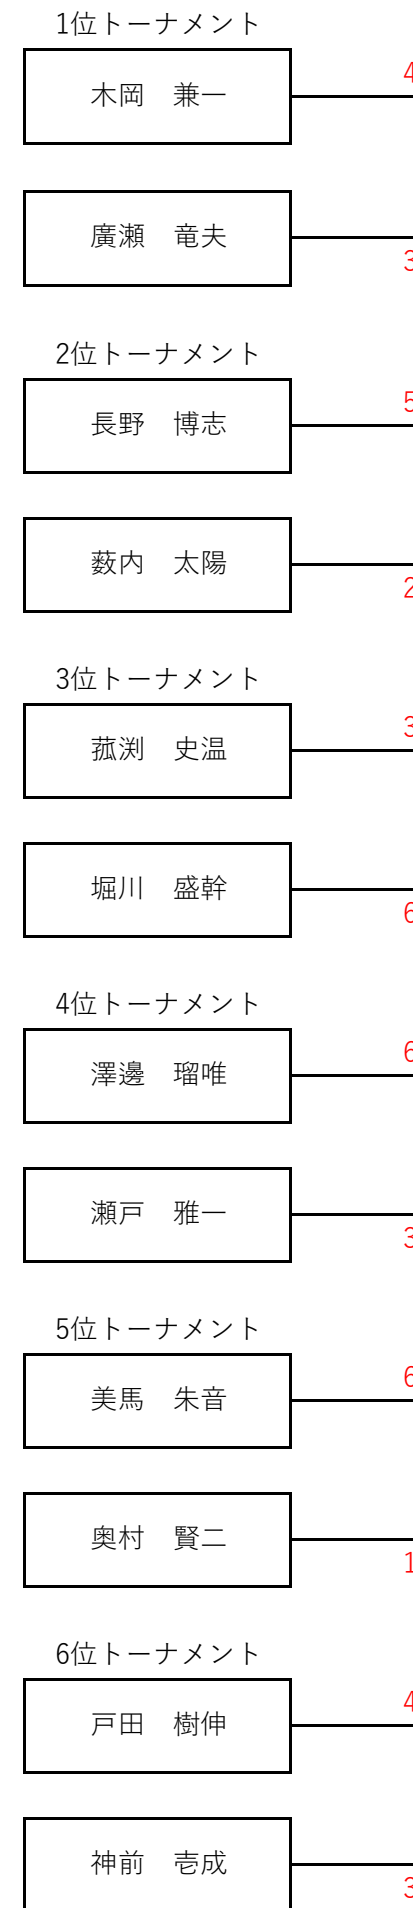 1位トーナメント
木岡　兼一
4
廣瀬　竜夫
3
2位トーナメント
長野　博志
5
薮内　太陽
2
3位トーナメント
菰渕　史温
3
堀川　盛幹
6
4位トーナメント
澤邊　瑠唯
6
瀬戸　雅一
3
5位トーナメント
美馬　朱音
6
奥村　賢二
1
6位トーナメント
戸田　樹伸
4
神前　壱成
3